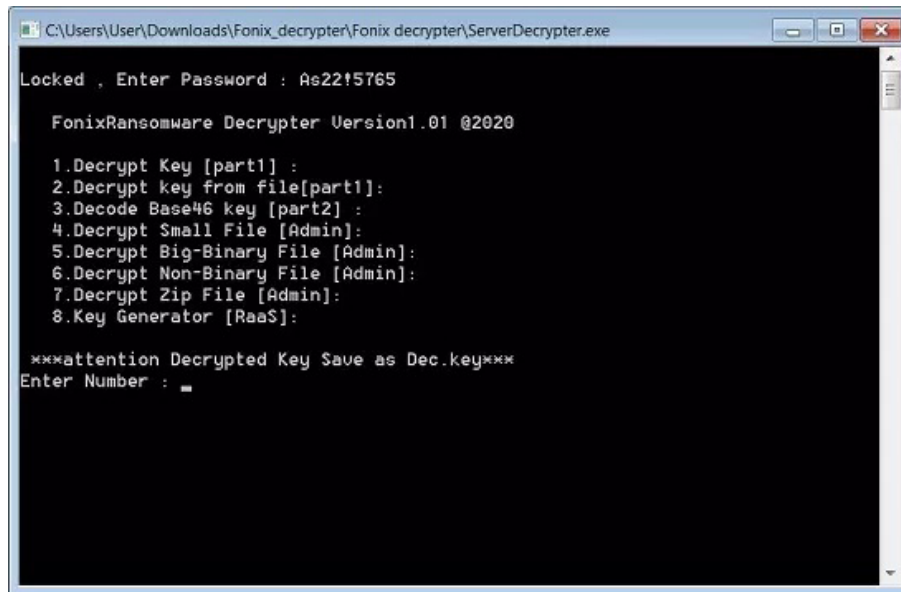 C:\Users\User\Downloads\Fonix_decrypter\Fonix decrypter\ServerDecrypter.exe
Locked , Enter Password : As22!5765
FonixRansomware Decrypter Version1.01 @2020
1.Decrypt Key [part1] :
2.Decrypt key from file[part1]:
3.Decode Base46 key [part2] :
4.Decrypt Small File [Admin]:
5.Decrypt Big-Binary File [Admin]:
6.Decrypt Non-Binary File [Admin]:
7.Decrypt Zip File [Admin]:
8.Key Generator [RaaS]:
***attention Decrypted Key Save as Dec.key***
Enter Number : _